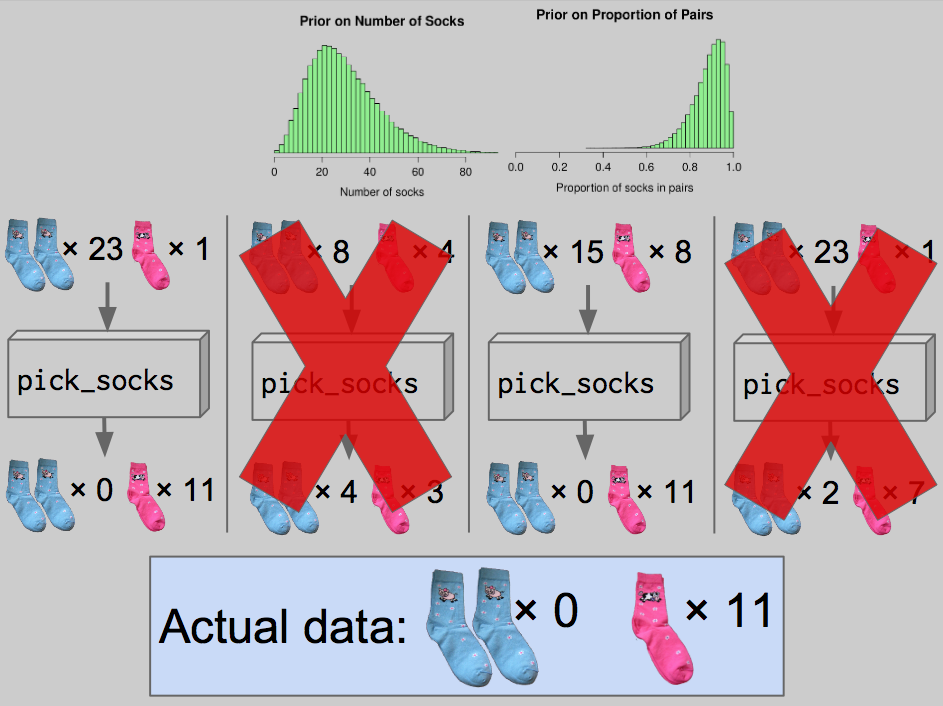 Prior on Number of Socks
Prior on Proportion of Pairs
0 20 40 60 80
0.0 0.2 0.4 0.6 0.8 1.0
Number of socks
Proportion of socks in pairs
× 23 × 1
× 8 × 4
× 15 × 8
× 23 × 1
pick_socks
pick_socks
pick_socks
pick_socks
× 0 × 11
× 4 × 3
× 0 × 11
× 2 × 7
Actual data: × 0 × 11